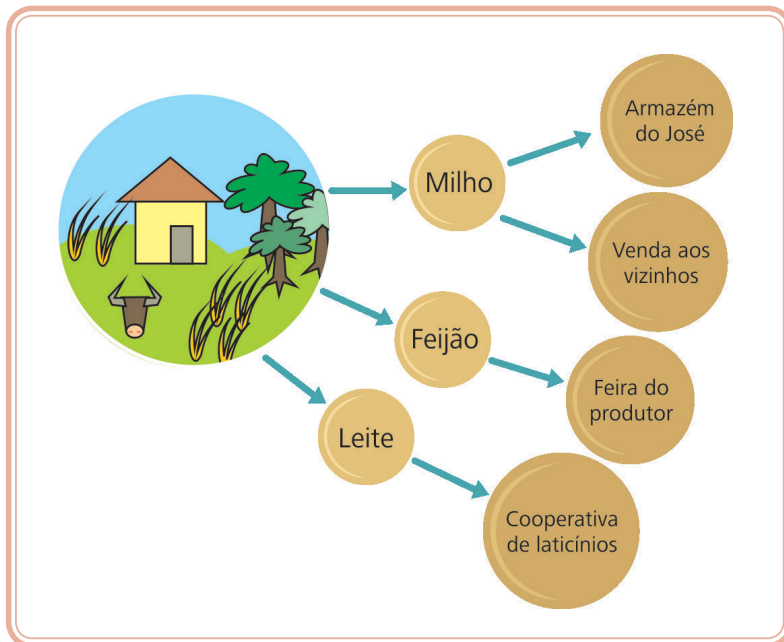 Milho
Armazém
do José
Venda aos
vizinhos
Feijão
Feira do
produtor
Leite
Cooperativa
de laticínios